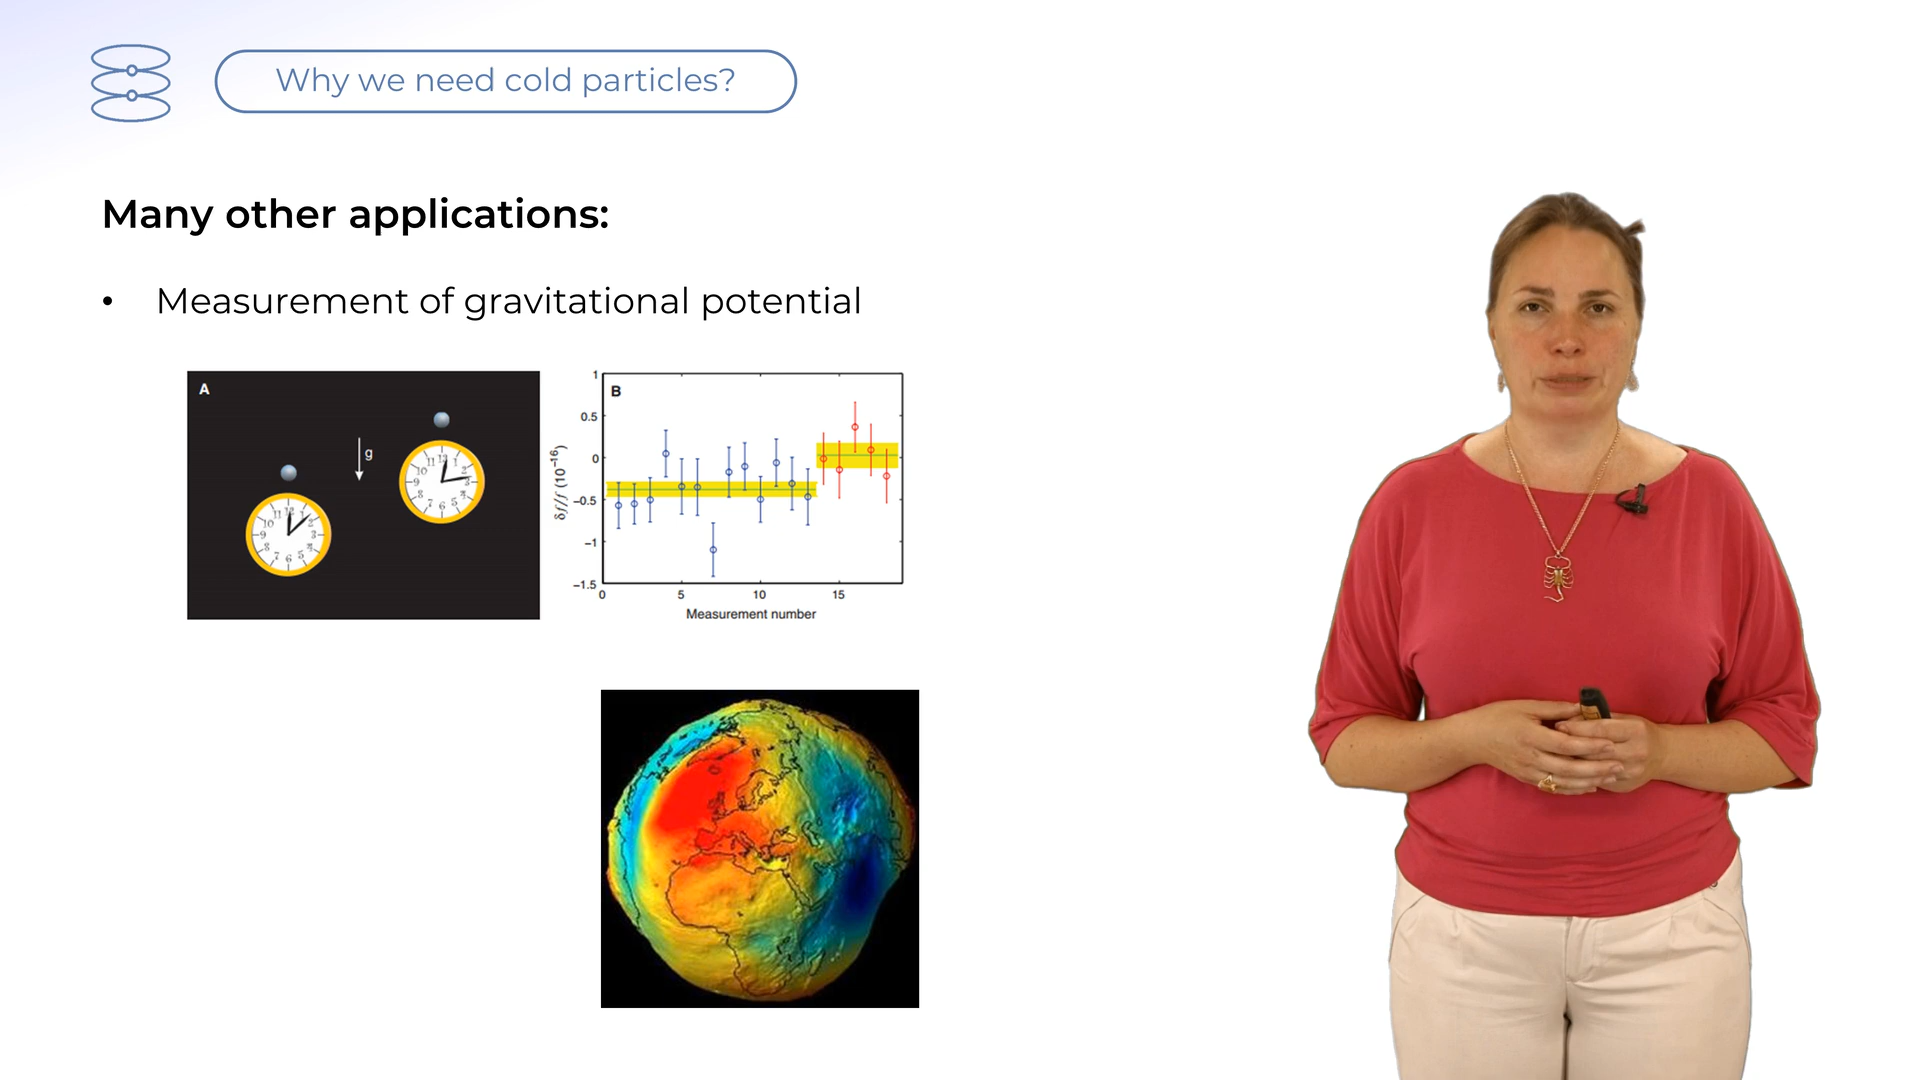 Why we need cold particles?
Many other applications:
• Measurement of gravitational potential
A
g
B
δf/f (10⁻¹⁶)
1
0.5
0
−0.5
−1
−1.5
0 5 10 15
Measurement number